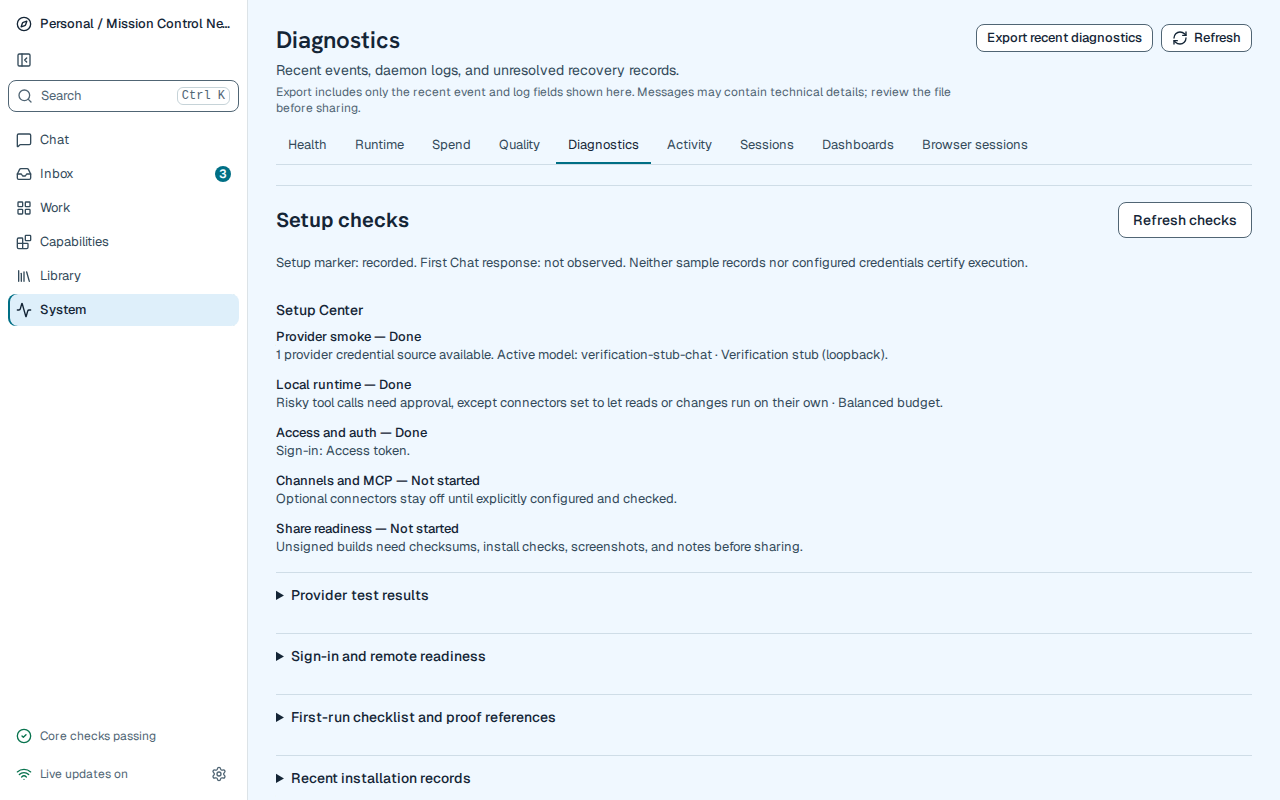 Personal / Mission Control Ne...
Search
Ctrl K
Chat
Inbox
3
Work
Capabilities
Library
System
Core checks passing
Live updates on
Diagnostics
Export recent diagnostics
Refresh
Recent events, daemon logs, and unresolved recovery records.
Export includes only the recent event and log fields shown here. Messages may contain technical details; review the file
before sharing.
Health
Runtime
Spend
Quality
Diagnostics
Activity
Sessions
Dashboards
Browser sessions
Setup checks
Refresh checks
Setup marker: recorded. First Chat response: not observed. Neither sample records nor configured credentials certify execution.
Setup Center
Provider smoke — Done
1 provider credential source available. Active model: verification-stub-chat · Verification stub (loopback).
Local runtime — Done
Risky tool calls need approval, except connectors set to let reads or changes run on their own · Balanced budget.
Access and auth — Done
Sign-in: Access token.
Channels and MCP — Not started
Optional connectors stay off until explicitly configured and checked.
Share readiness — Not started
Unsigned builds need checksums, install checks, screenshots, and notes before sharing.
Provider test results
Sign-in and remote readiness
First-run checklist and proof references
Recent installation records